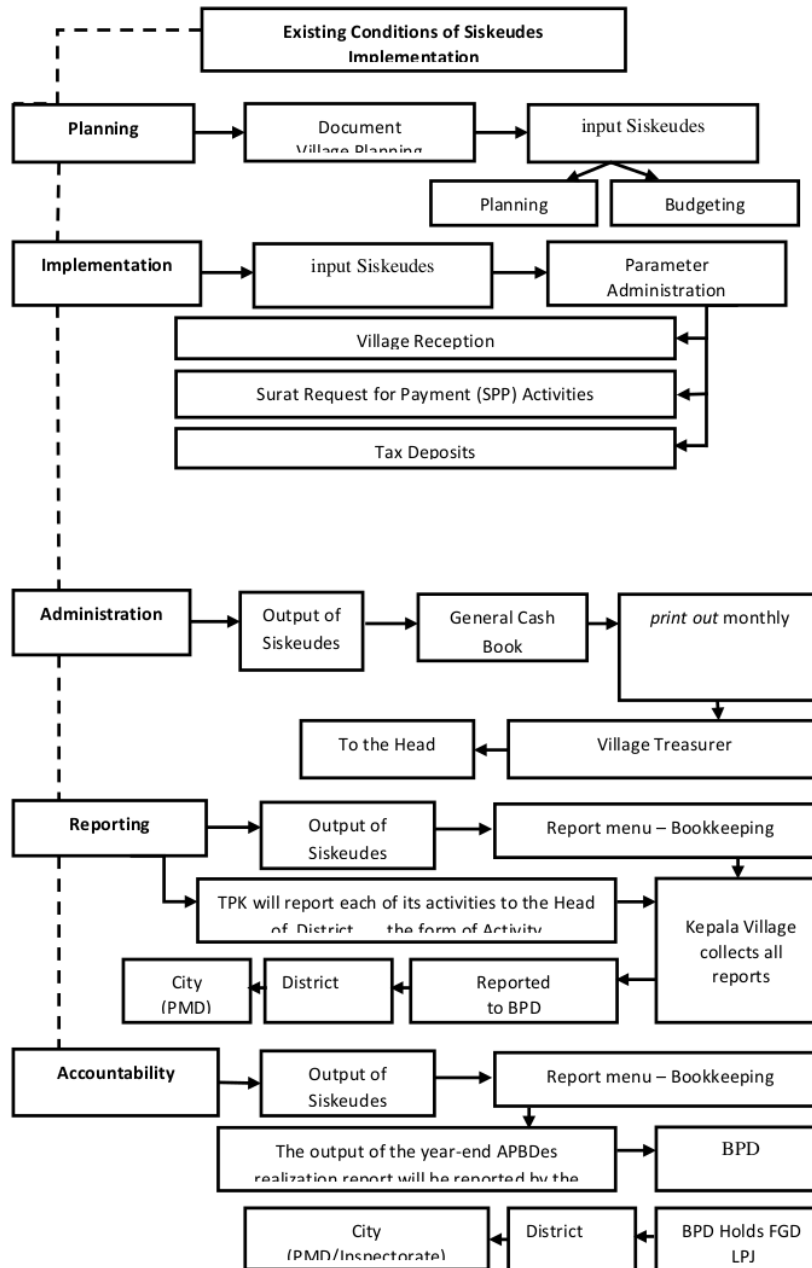 Existing Conditions of Siskeudes
Implementation
Planning
Document
Village Planning
input Siskeudes
Planning
Budgeting
Implementation
input Siskeudes
Parameter
Administration
Village Reception
Surat Request for Payment (SPP) Activities
Tax Deposits
Administration
Output of
Siskeudes
General Cash
Book
print out monthly
To the Head
Village Treasurer
Reporting
Output of
Siskeudes
Report menu – Bookkeeping
TPK will report each of its activities to the Head
of District the form of Activity
Kepala Village
collects all
reports
City
(PMD)
District
Reported
to BPD
Accountability
Output of
Siskeudes
Report menu – Bookkeeping
The output of the year-end APBDes
realization report will be reported by the
BPD
City
(PMD/Inspectorate)
District
BPD Holds FGD
LPJ